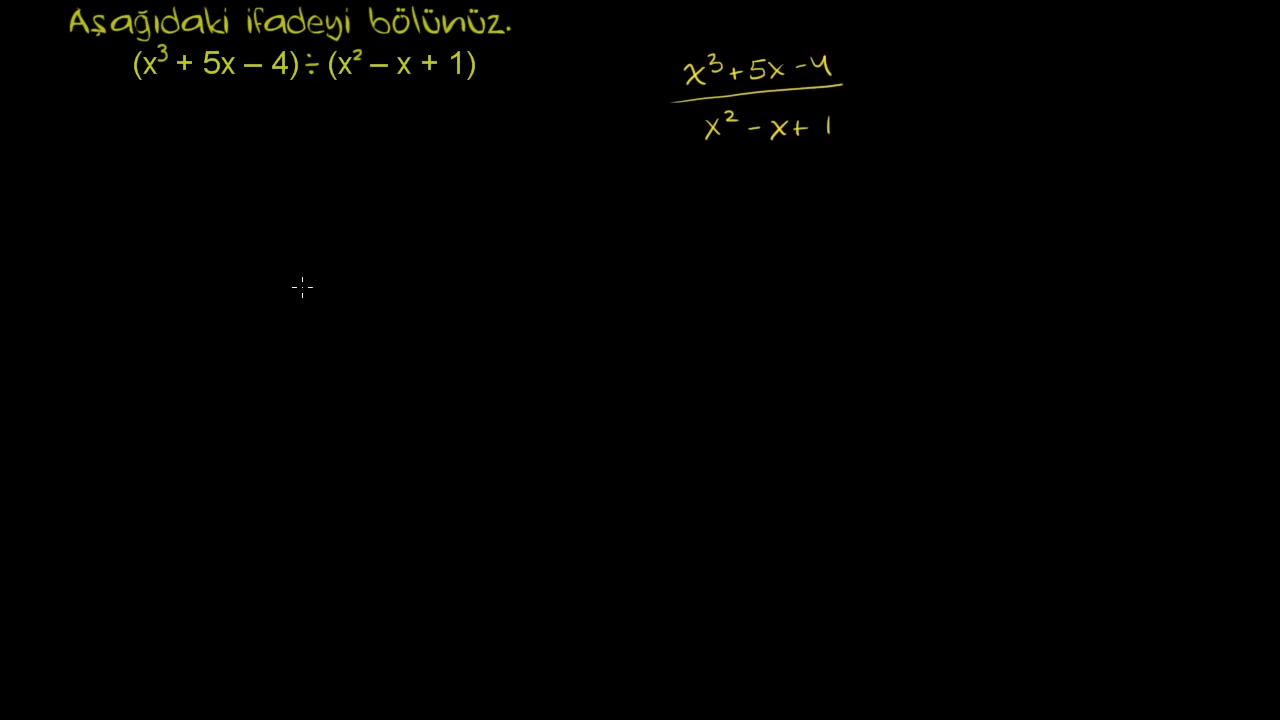 Aşağıdaki ifadeyi bölünüz.
(x³ + 5x – 4) ÷ (x² – x + 1)
x³ + 5x - 4
x² - x + 1